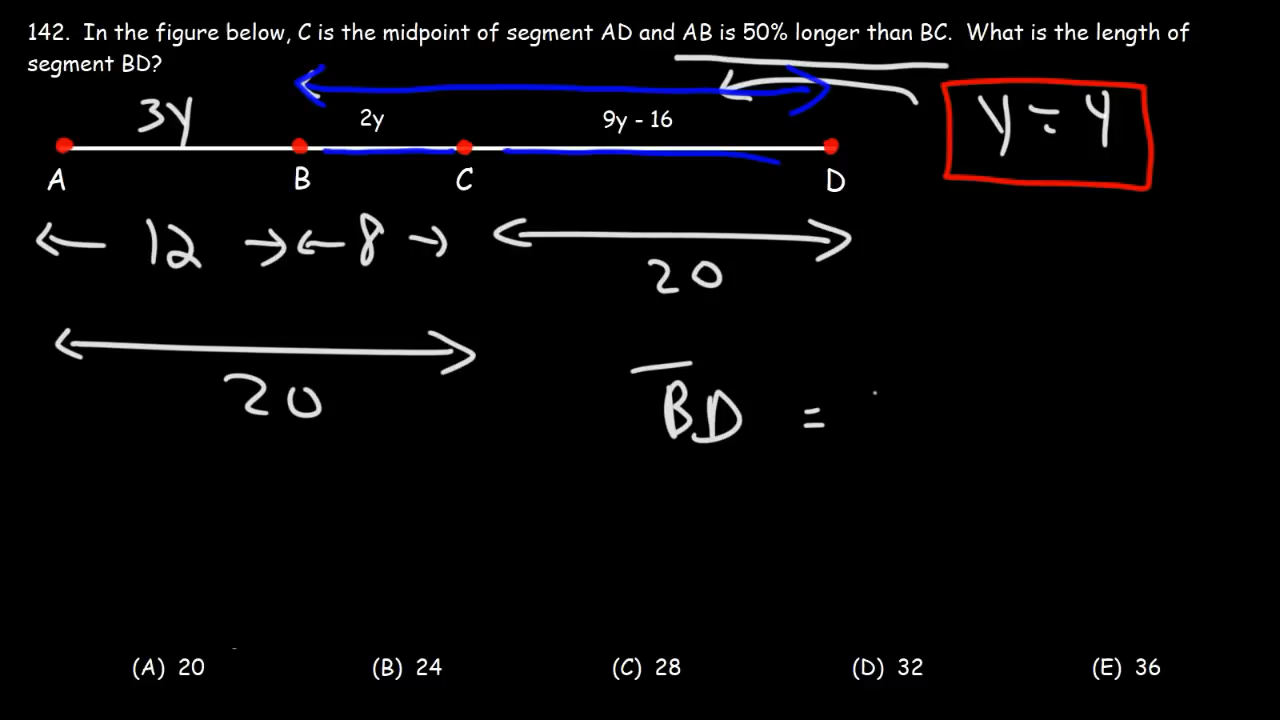 142. In the figure below, C is the midpoint of segment AD and AB is 50% longer than BC. What is the length of
segment BD?
3y 2y 9y - 16 y = 4
A B C D
12 8 20
20
BD =
(A) 20 (B) 24 (C) 28 (D) 32 (E) 36